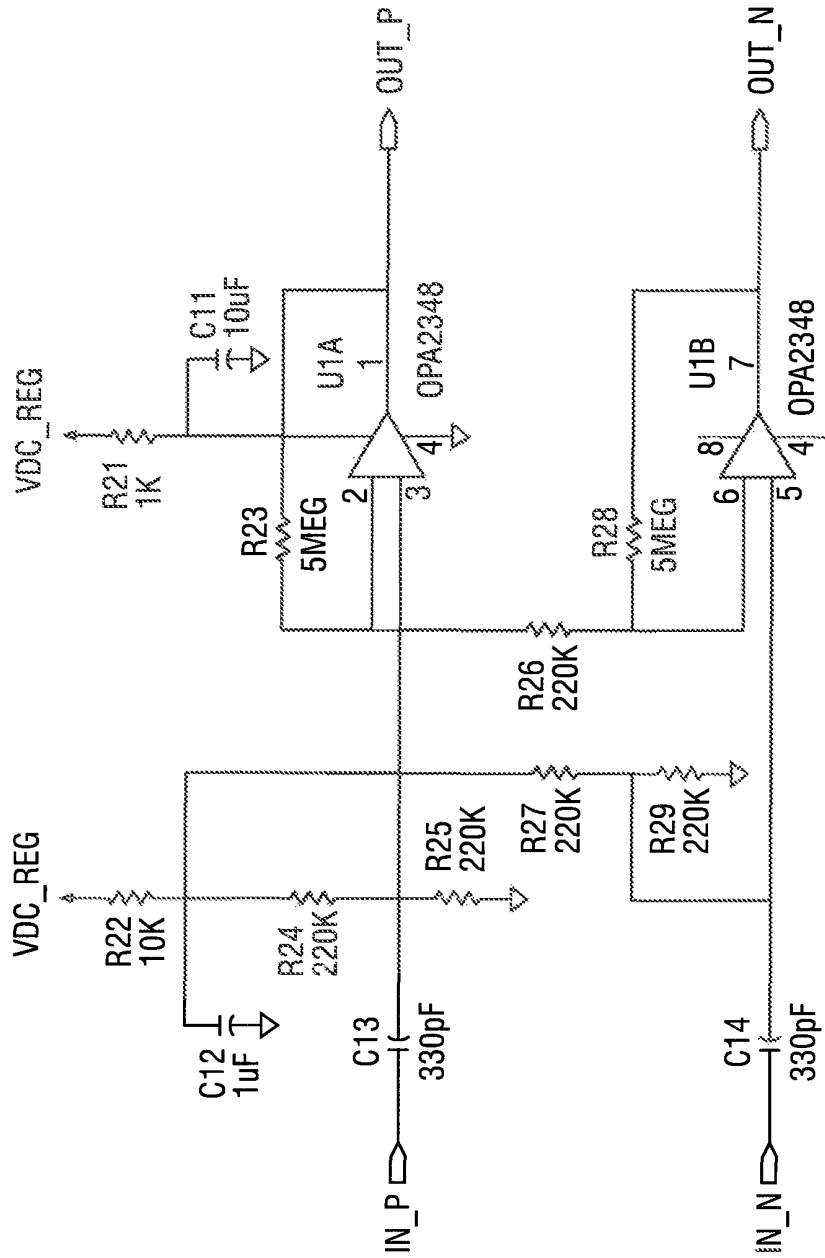 VDC_REG
R21
1K
C11
10uF
VDC_REG
R22
10K
C12
1uF
R24
220K
R25
220K
R23
5MEG
U1A
2
3
1
4
OPA2348
OUT_P
IN_P
C13
330pF
R26
220K
R27
220K
R29
220K
R28
5MEG
U1B
8
6
5
7
4
OPA2348
OUT_N
IN_N
C14
330pF